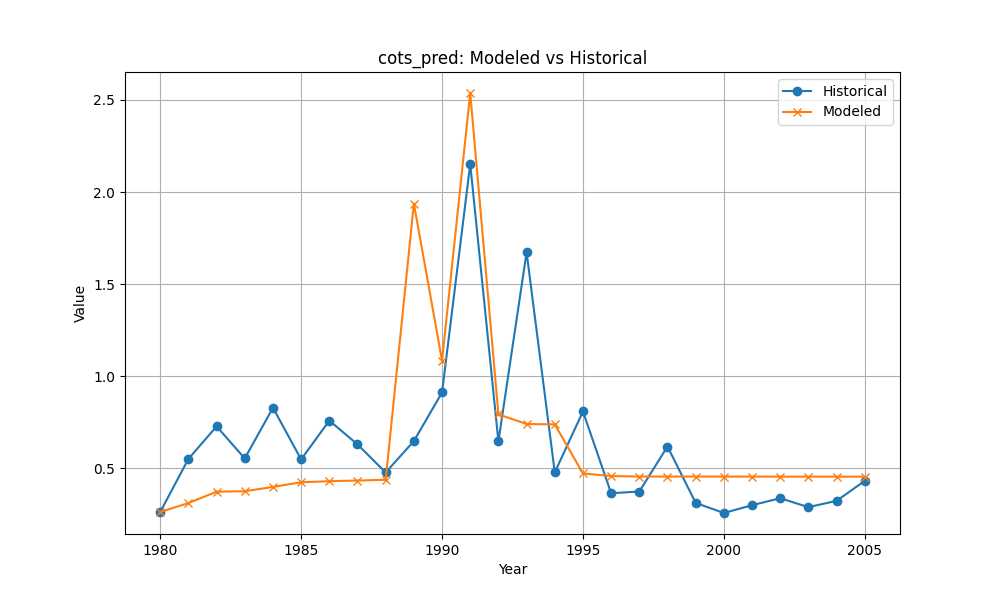 cots_pred: Modeled vs Historical
Historical
Modeled
Value
2.5
2.0
1.5
1.0
0.5
1980 1985 1990 1995 2000 2005
Year